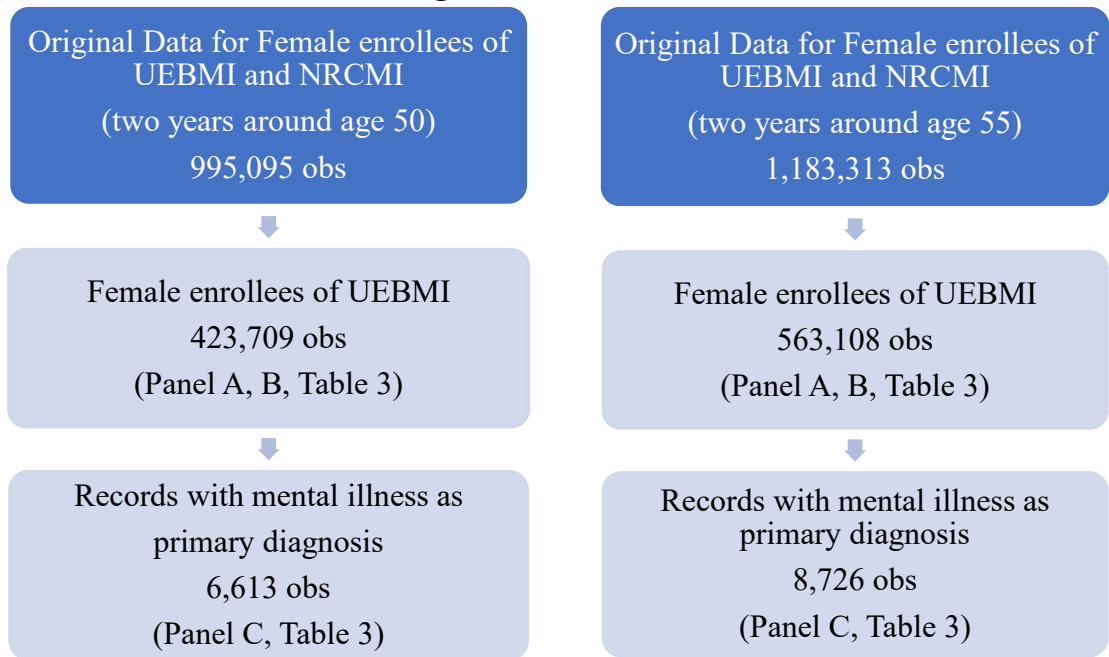 Original Data for Female enrollees of
UEBMI and NRCMI
(two years around age 50)
995,095 obs
Female enrollees of UEBMI
423,709 obs
(Panel A, B, Table 3)
Records with mental illness as
primary diagnosis
6,613 obs
(Panel C, Table 3)
Original Data for Female enrollees of
UEBMI and NRCMI
(two years around age 55)
1,183,313 obs
Female enrollees of UEBMI
563,108 obs
(Panel A, B, Table 3)
Records with mental illness as
primary diagnosis
8,726 obs
(Panel C, Table 3)